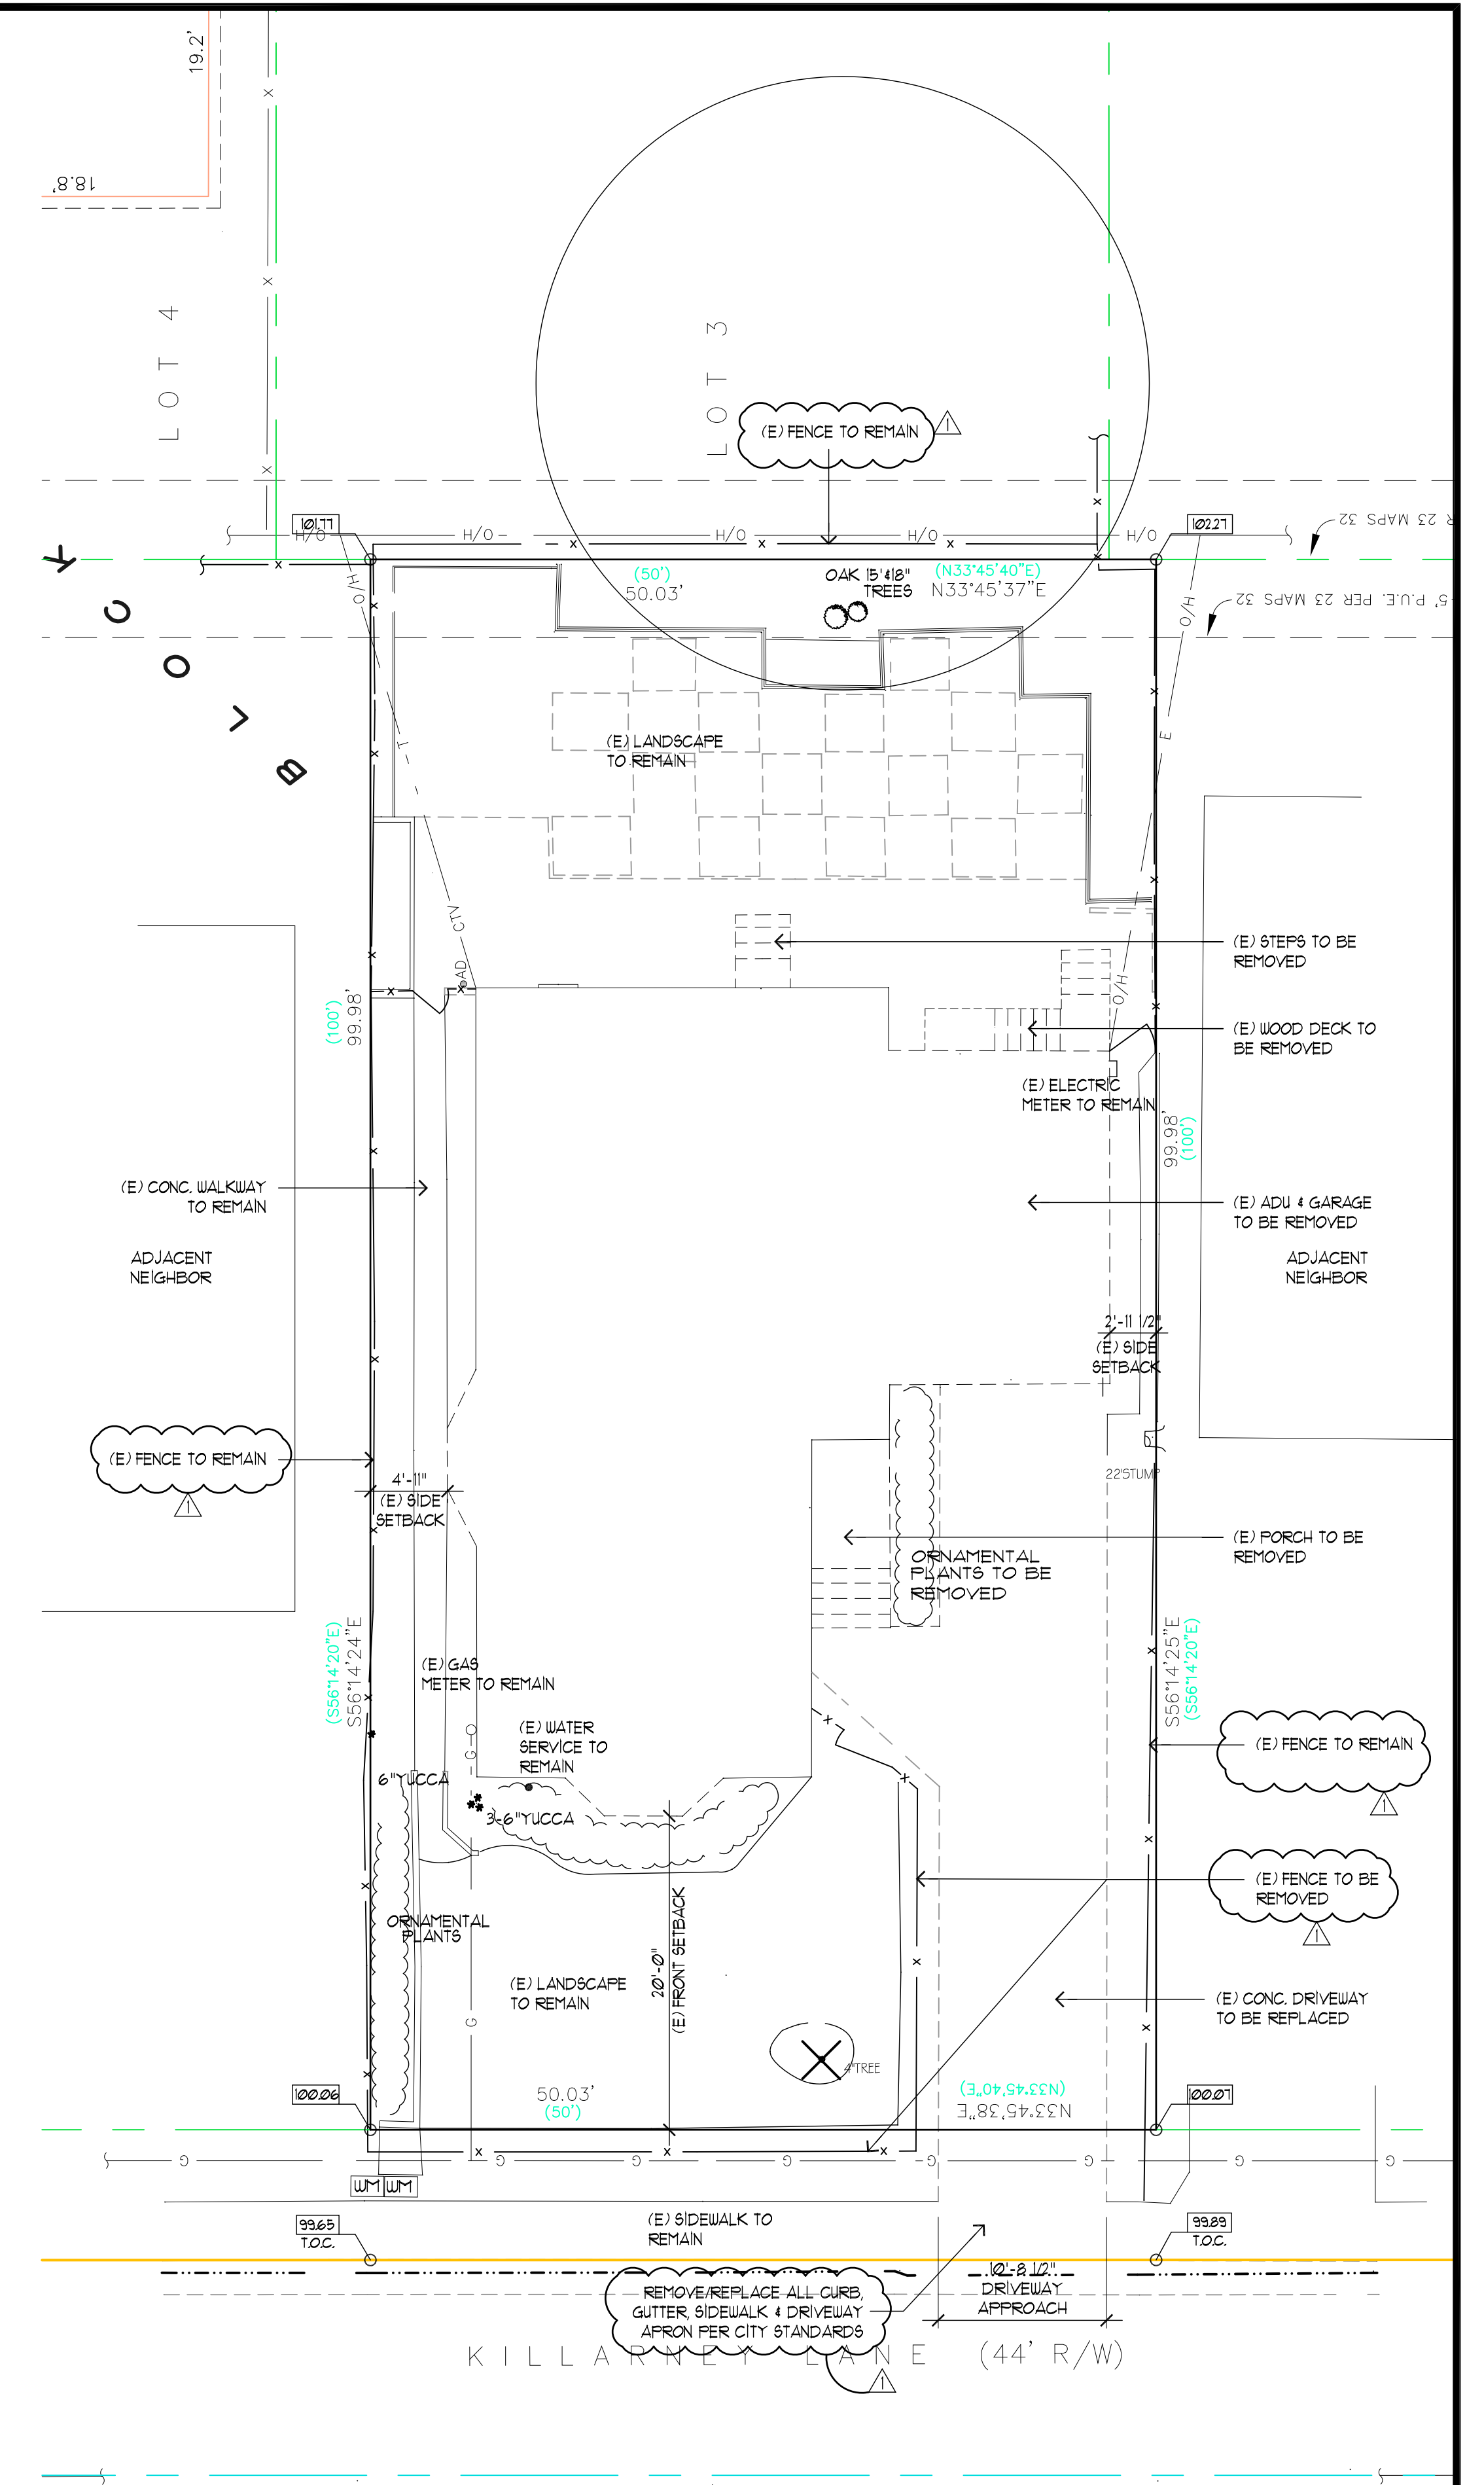 19.2'
18.8'
LOT 4
LOT 3
(E) FENCE TO REMAIN
1
101.77
102.27
H/O
H/O
H/O
H/O
H/O
R 23 MAPS 32
5' P.U.E. PER 23 MAPS 32
BLOCK
(50')
50.03'
OAK 15"&18"
TREES
(N33°45'40"E)
N33°45'37"E
O/H
O/H
T
E
(E) LANDSCAPE
TO REMAIN
CTV
AD
O/H
(E) STEPS TO BE
REMOVED
(100')
99.98'
(E) WOOD DECK TO
BE REMOVED
(E) ELECTRIC
METER TO REMAIN
99.98'
(100')
(E) CONC. WALKWAY
TO REMAIN
(E) ADU & GARAGE
TO BE REMOVED
ADJACENT
NEIGHBOR
ADJACENT
NEIGHBOR
2'-11 1/2"
(E) SIDE
SETBACK
(E) FENCE TO REMAIN
1
4'-11"
(E) SIDE
SETBACK
22"STUMP
(E) PORCH TO BE
REMOVED
ORNAMENTAL
PLANTS TO BE
REMOVED
(S56°14'20"E)
S56°14'24"E
S56°14'25"E
(S56°14'20"E)
(E) GAS
METER TO REMAIN
(E) WATER
SERVICE TO
REMAIN
G
(E) FENCE TO REMAIN
1
6"YUCCA
3-6"YUCCA
(E) FENCE TO BE
REMOVED
1
ORNAMENTAL
PLANTS
20'-0"
(E) FRONT SETBACK
(E) LANDSCAPE
TO REMAIN
G
(E) CONC. DRIVEWAY
TO BE REPLACED
4"TREE
100.06
50.03'
(50')
(N33°45'40"E)
N33°45'38"E
100.07
G
G
G
G
G
G
G
G
WM WM
99.65
T.O.C.
(E) SIDEWALK TO
REMAIN
99.89
T.O.C.
REMOVE/REPLACE ALL CURB,
GUTTER, SIDEWALK & DRIVEWAY
APRON PER CITY STANDARDS
1
10'-8 1/2"
DRIVEWAY
APPROACH
KILLARNEY LANE (44' R/W)